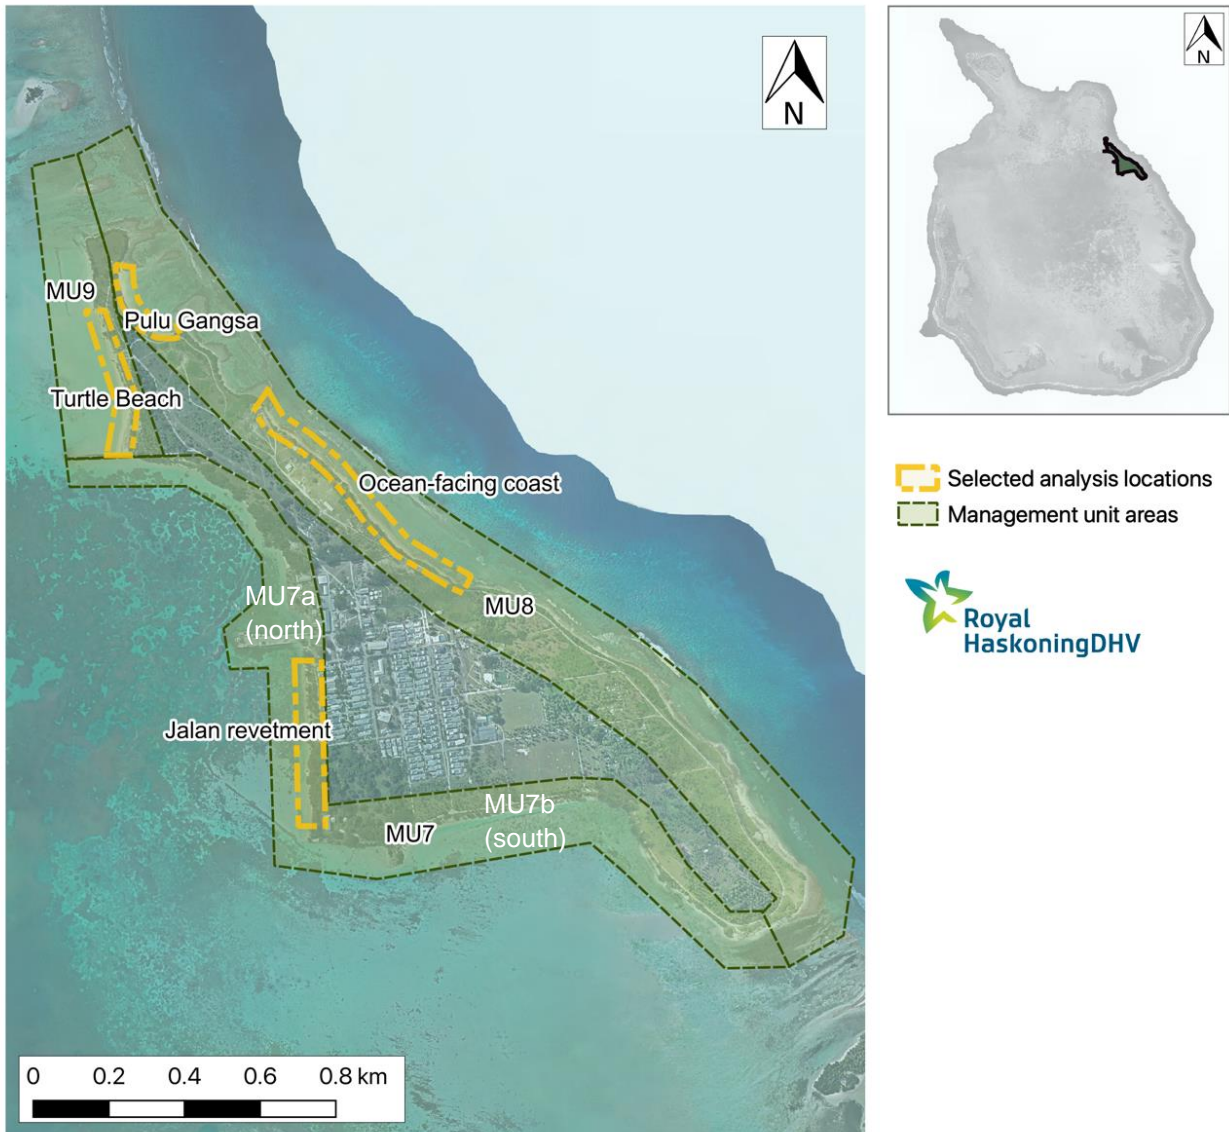 N
N
MU9
Pulu Gangsa
Turtle Beach
Ocean-facing coast
MU7a
(north)
MU8
Jalan revetment
MU7b
(south)
MU7
0 0.2 0.4 0.6 0.8 km
Selected analysis locations
Management unit areas
Royal
HaskoningDHV